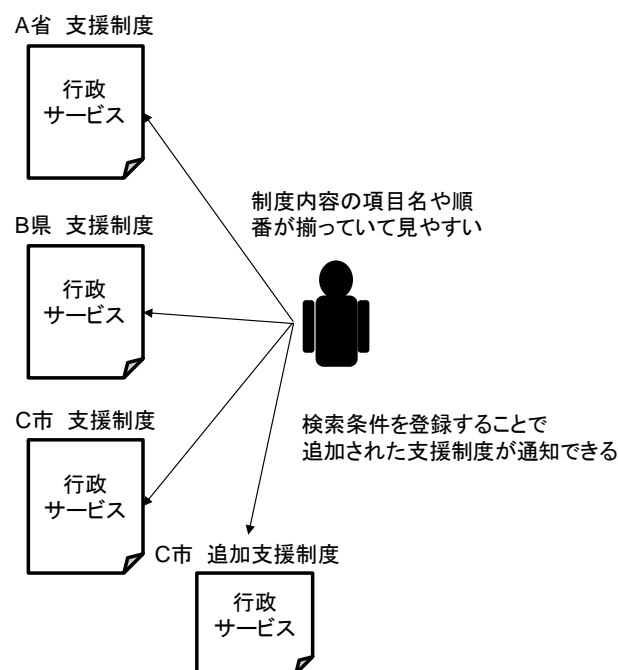 A省 支援制度
行政
サービス
制度内容の項目名や順
番が揃っていて見やすい
B県 支援制度
行政
サービス
C市 支援制度
行政
サービス
検索条件を登録することで
追加された支援制度が通知できる
C市 追加支援制度
行政
サービス